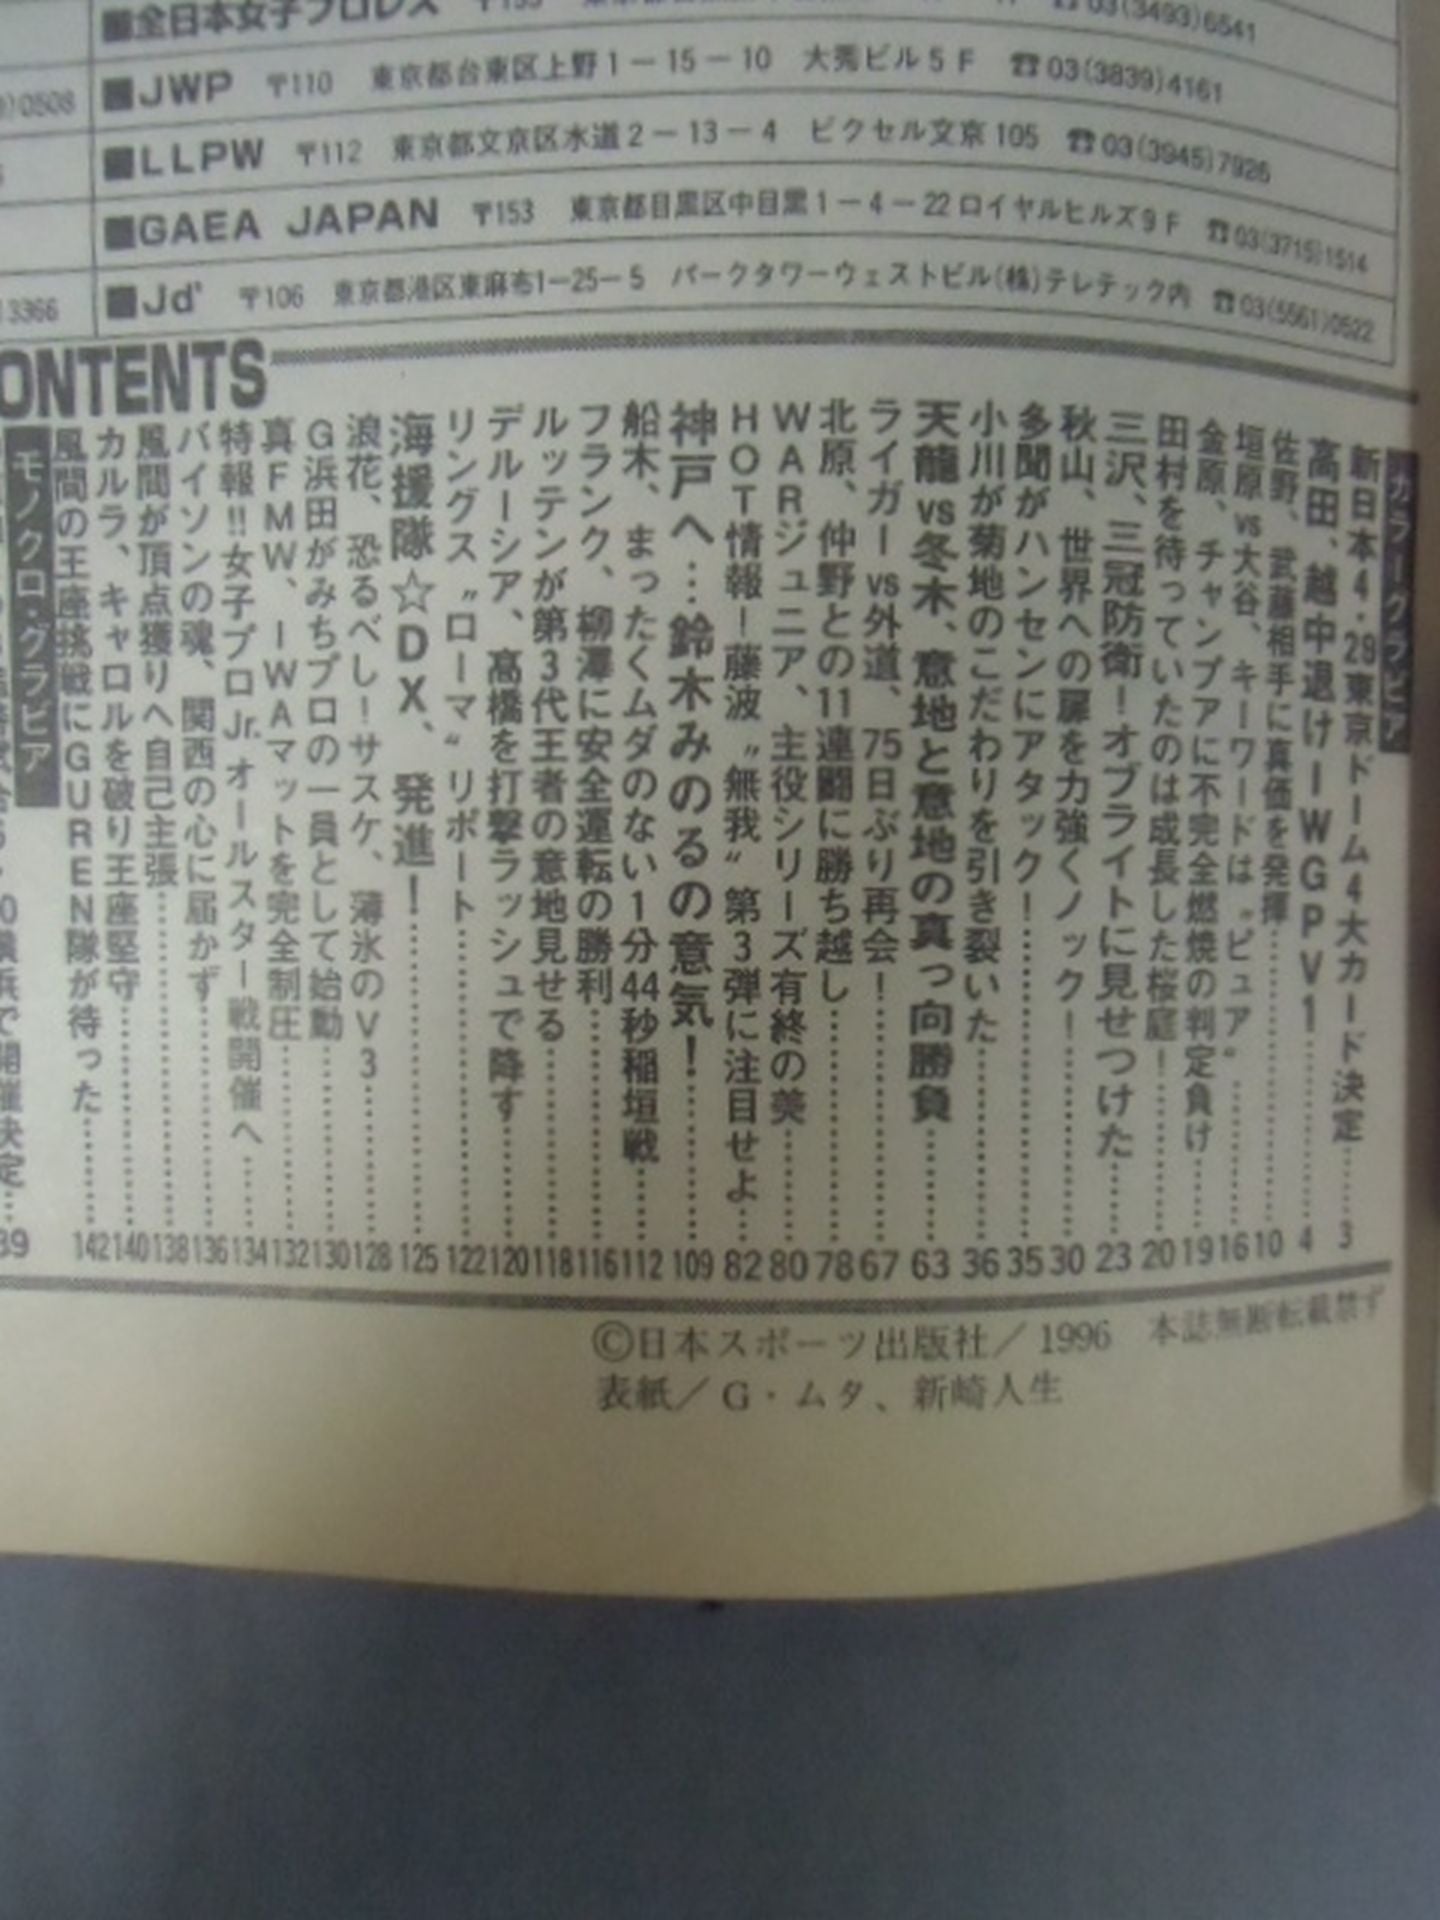 ■全日本女子プロレス 〒153 03(3493)6541
0508
■JWP 〒110 東京都台東区上野1-15-10 大秀ビル5F ☎03(3839)4161
■LLPW 〒112 東京都文京区水道2-13-4 ピクセル文京105 ☎03(3945)7926
■GAEA JAPAN 〒153 東京都目黒区中目黒1-4-22ロイヤルヒルズ9F ☎03(3715)1514
3366
■Jd' 〒106 東京都港区東麻布1-25-5 パークタワーウェストビル(株)テレテック内 ☎03(5561)0522
ONTENTS
カラーグラビア
新日本4・29東京ドーム4大カード決定……3
高田、越中退けIWGPV1……4
佐野、武藤相手に真価を発揮……10
垣原vs大谷、キーワードは〝ピュア〟……16
金原、チャンプアに不完全燃焼の判定負け……19
田村を待っていたのは成長した桜庭!……20
三沢、三冠防衛!オブライトに見せつけた……23
秋山、世界への扉を力強くノック!……30
多聞がハンセンにアタック!……35
小川が菊地のこだわりを引き裂いた……36
天龍vs冬木、意地と意地の真っ向勝負……63
ライガーvs外道、75日ぶり再会!……67
北原、仲野との11連闘に勝ち越し……78
WARジュニア、主役シリーズ有終の美……80
HOT情報―藤波〝無我〟第3弾に注目せよ……82
神戸へ…鈴木みのるの意気!……109
船木、まったくムダのない1分44秒稲垣戦……112
フランク、柳澤に安全運転の勝利……116
ルッテンが第3代王者の意地見せる……118
デルーシア、高橋を打撃ラッシュで降す……120
リングス〝ローマ〟リポート……122
海援隊☆DX、発進!……125
浪花、恐るべし!サスケ、薄氷のV3……128
G浜田がみちプロの一員として始動……130
真FMW、IWAマットを完全制圧……132
特報!!女子プロJr.オールスター戦開催へ……134
バイソンの魂、関西の心に届かず……136
風間が頂点獲りへ自己主張……138
カルラ、キャロルを破り王座堅守……140
風間の王座挑戦にGUREN隊が待った……142
モノクロ・グラビア
横浜で開催決定……39
©日本スポーツ出版社/1996 本誌無断転載禁ず
表紙/G・ムタ、新崎人生